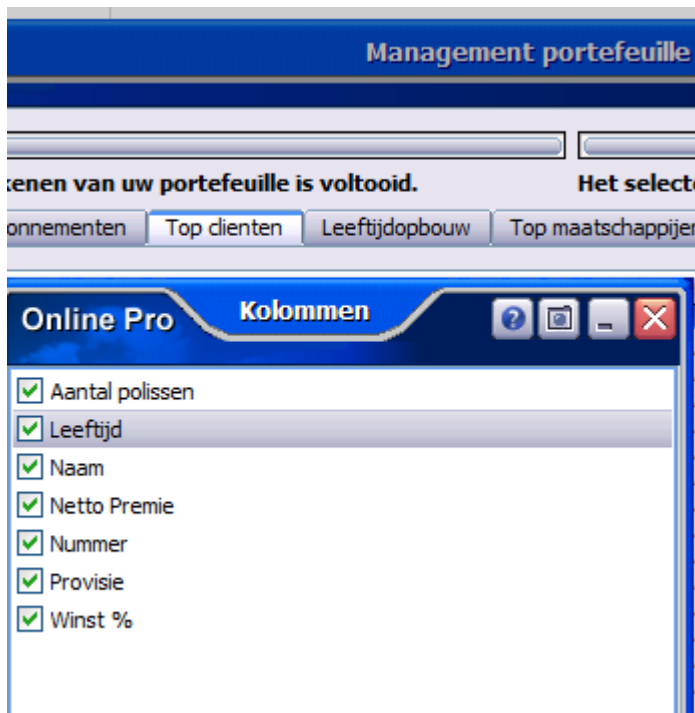 Management portefeuille
kenen van uw portefeuille is voltooid. Het select
onnementen Top clienten Leeftijdopbouw Top maatschappijen
Online Pro Kolommen
Aantal polissen
Leeftijd
Naam
Netto Premie
Nummer
Provisie
Winst %